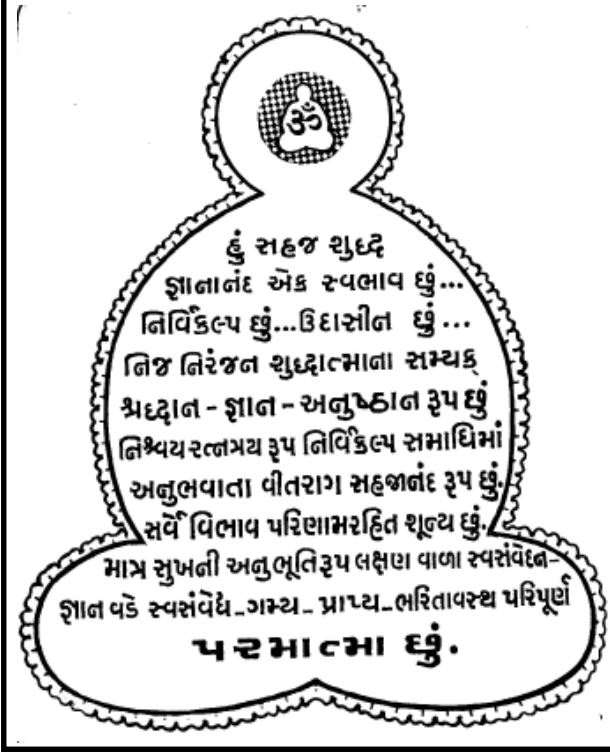 ૐ
હું સહજ શુદ્ધ
જ્ઞાનાનંદ એક સ્વભાવ છું...
નિર્વિકલ્પ છું...ઉદાસીન છું...
નિજ નિરંજન શુદ્ધાત્માના સમ્યક્
શ્રદ્ધાન - જ્ઞાન - અનુષ્ઠાન રૂપ છું
નિશ્ચયરત્નત્રય રૂપ નિર્વિકલ્પ સમાધિમાં
અનુભવાતા વીતરાગ સહજાનંદ રૂપ છું.
સર્વે વિભાવ પરિણામરહિત શૂન્ય છું.
માત્ર સુખની અનુભૂતિરૂપ લક્ષણ વાળા સ્વસંવેદન-
જ્ઞાન વડે સ્વસંવેદ્યે-ગમ્ય- પ્રાપ્ય-ભરિતાવસ્થ પરિપૂર્ણ
પરમાત્મા છું.